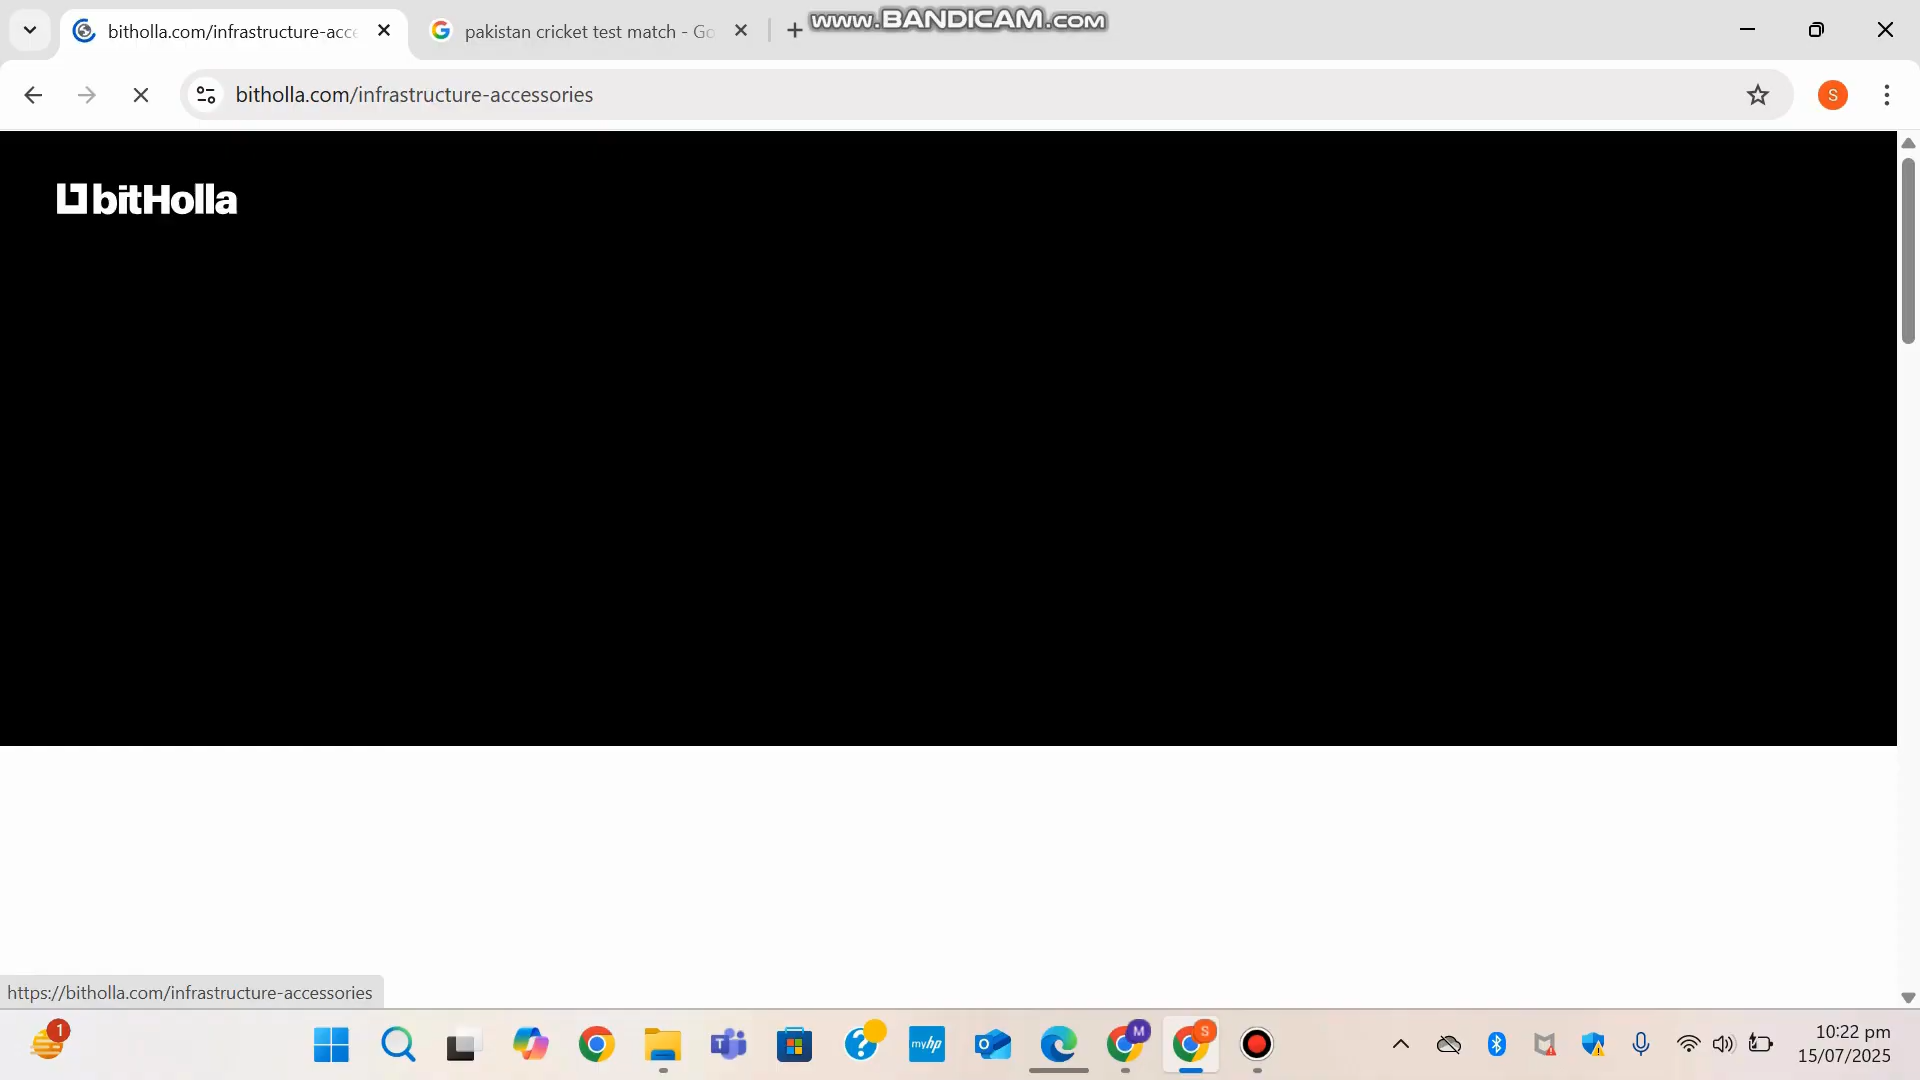 bitholla.com/infrastructure-acce
pakistan cricket test match - Go
www.BANDICAM.com
bitholla.com/infrastructure-accessories
S
bitHolla
https://bitholla.com/infrastructure-accessories
1
myhp
M
S
10:22 pm
15/07/2025